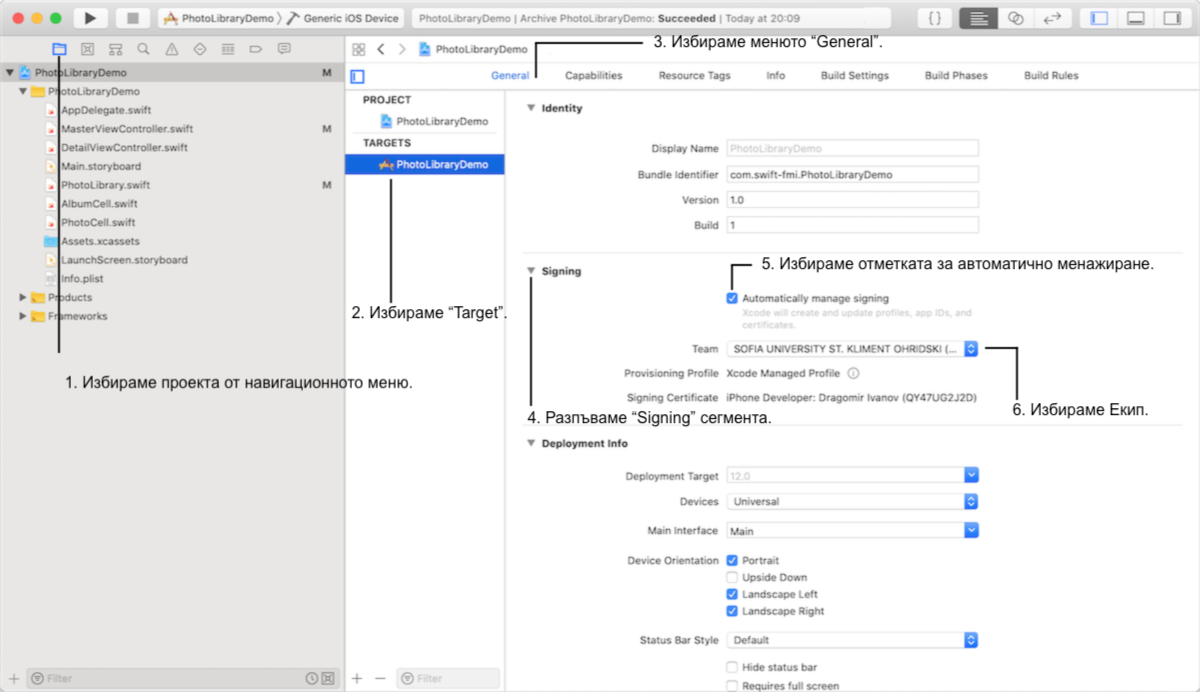 PhotoLibraryDemo Generic iOS Device PhotoLibraryDemo | Archive PhotoLibraryDemo: Succeeded | Today at 20:09
PhotoLibraryDemo
3. Избираме менюто “General”.
PhotoLibraryDemo M
PhotoLibraryDemo
AppDelegate.swift
MasterViewController.swift M
DetailViewController.swift
Main.storyboard
PhotoLibrary.swift M
AlbumCell.swift
PhotoCell.swift
Assets.xcassets
LaunchScreen.storyboard
Info.plist
Products
Frameworks
1. Избираме проекта от навигационното меню.
Filter
General Capabilities Resource Tags Info Build Settings Build Phases Build Rules
PROJECT
PhotoLibraryDemo
TARGETS
PhotoLibraryDemo
2. Избираме “Target”.
Filter
Identity
Display Name PhotoLibraryDemo
Bundle Identifier com.swift-fmi.PhotoLibraryDemo
Version 1.0
Build 1
Signing
5. Избираме отметката за автоматично менажиране.
Automatically manage signing
Xcode will create and update profiles, app IDs, and
certificates.
Team SOFIA UNIVERSITY ST. KLIMENT OHRIDSKI (...
Provisioning Profile Xcode Managed Profile
Signing Certificate iPhone Developer: Dragomir Ivanov (QY47UG2J2D)
6. Избираме Екип.
4. Разпъваме “Signing” сегмента.
Deployment Info
Deployment Target 12.0
Devices Universal
Main Interface Main
Device Orientation Portrait
Upside Down
Landscape Left
Landscape Right
Status Bar Style Default
Hide status bar
Requires full screen